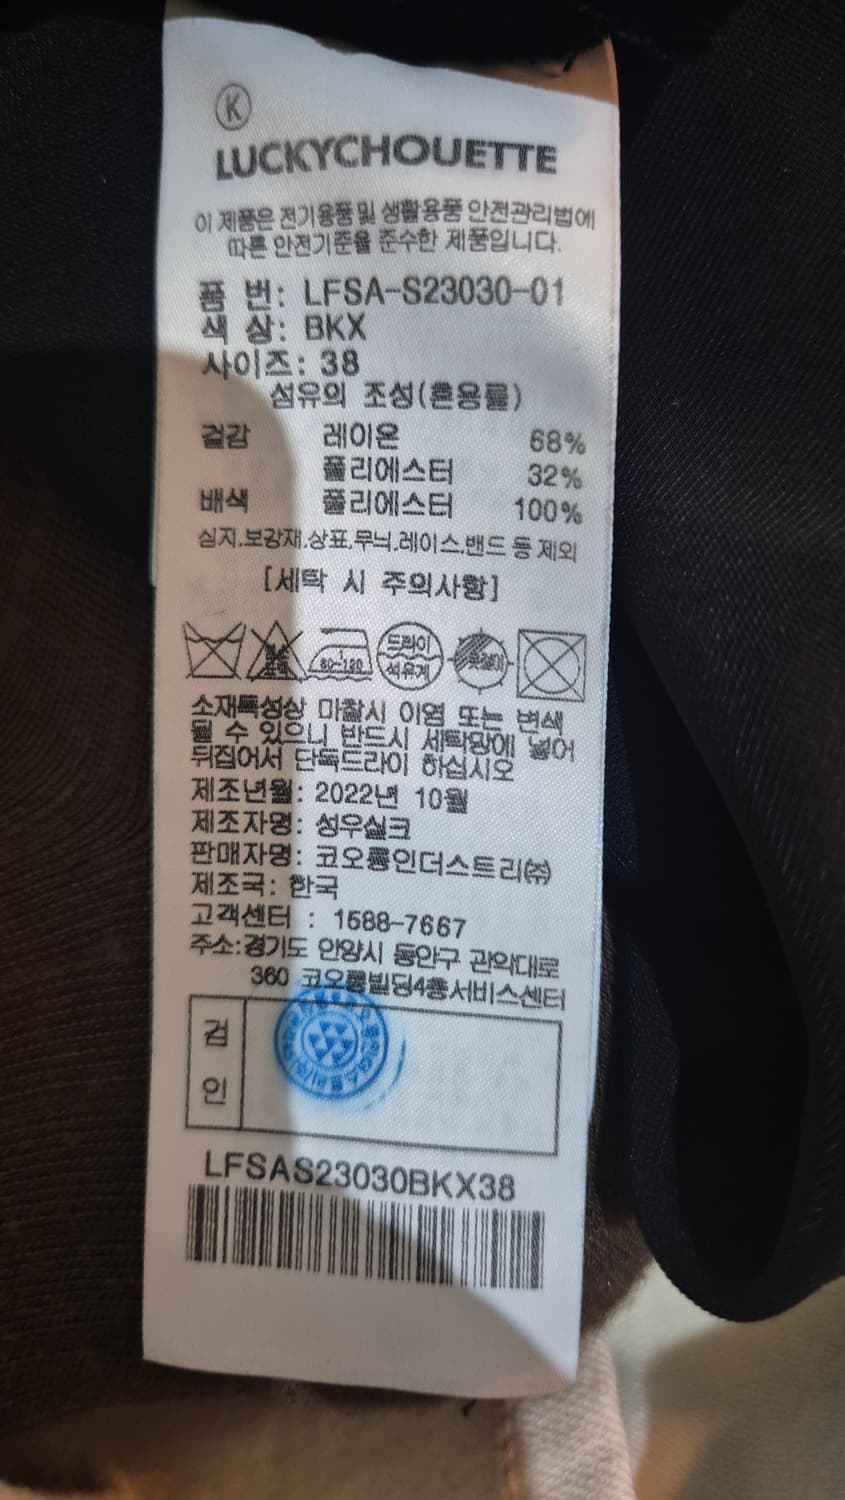 K
LUCKYCHOUETTE
이 제품은 전기용품및 생활용품 안전관리법에
따른 안전기준을 준수한 제품입니다.
품 번: LFSA-S23030-01
색 상: BKX
사이즈: 38
섬유의 조성(혼용률)
겉감 레이온 68%
폴리에스터 32%
배색 폴리에스터 100%
심지,보강재,상표,무늬,레이스,밴드 등 제외
[세탁 시 주의사항]
80~120 드라이 석유계 옷걸이
소재특성상 마찰시 이염 또는 변색
될 수 있으니 반드시 세탁망에 넣어
뒤집어서 단독드라이 하십시오
제조년월: 2022년 10월
제조자명: 성우실크
판매자명: 코오롱인더스트리㈜
제조국: 한국
고객센터 : 1588-7667
주소:경기도 안양시 동안구 관악대로
360 코오롱빌딩4층서비스센터
검
인
LFSAS23030BKX38